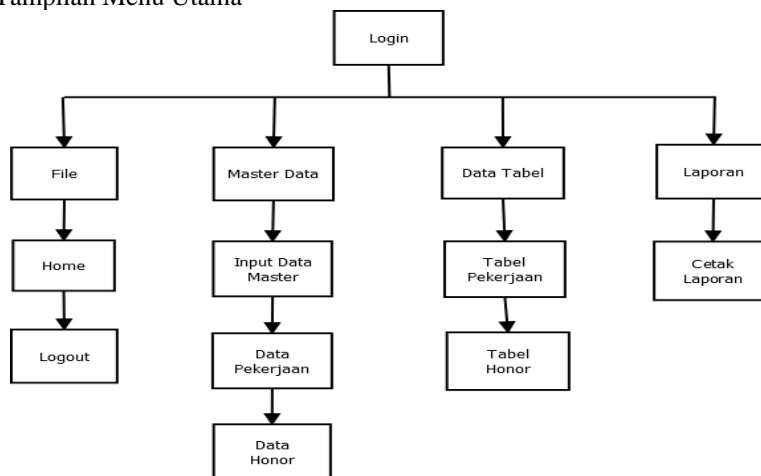 Tampilan Menu Utama
Login
File
Master Data
Data Tabel
Laporan
Home
Input Data
Master
Tabel
Pekerjaan
Cetak
Laporan
Logout
Data
Pekerjaan
Tabel
Honor
Data
Honor